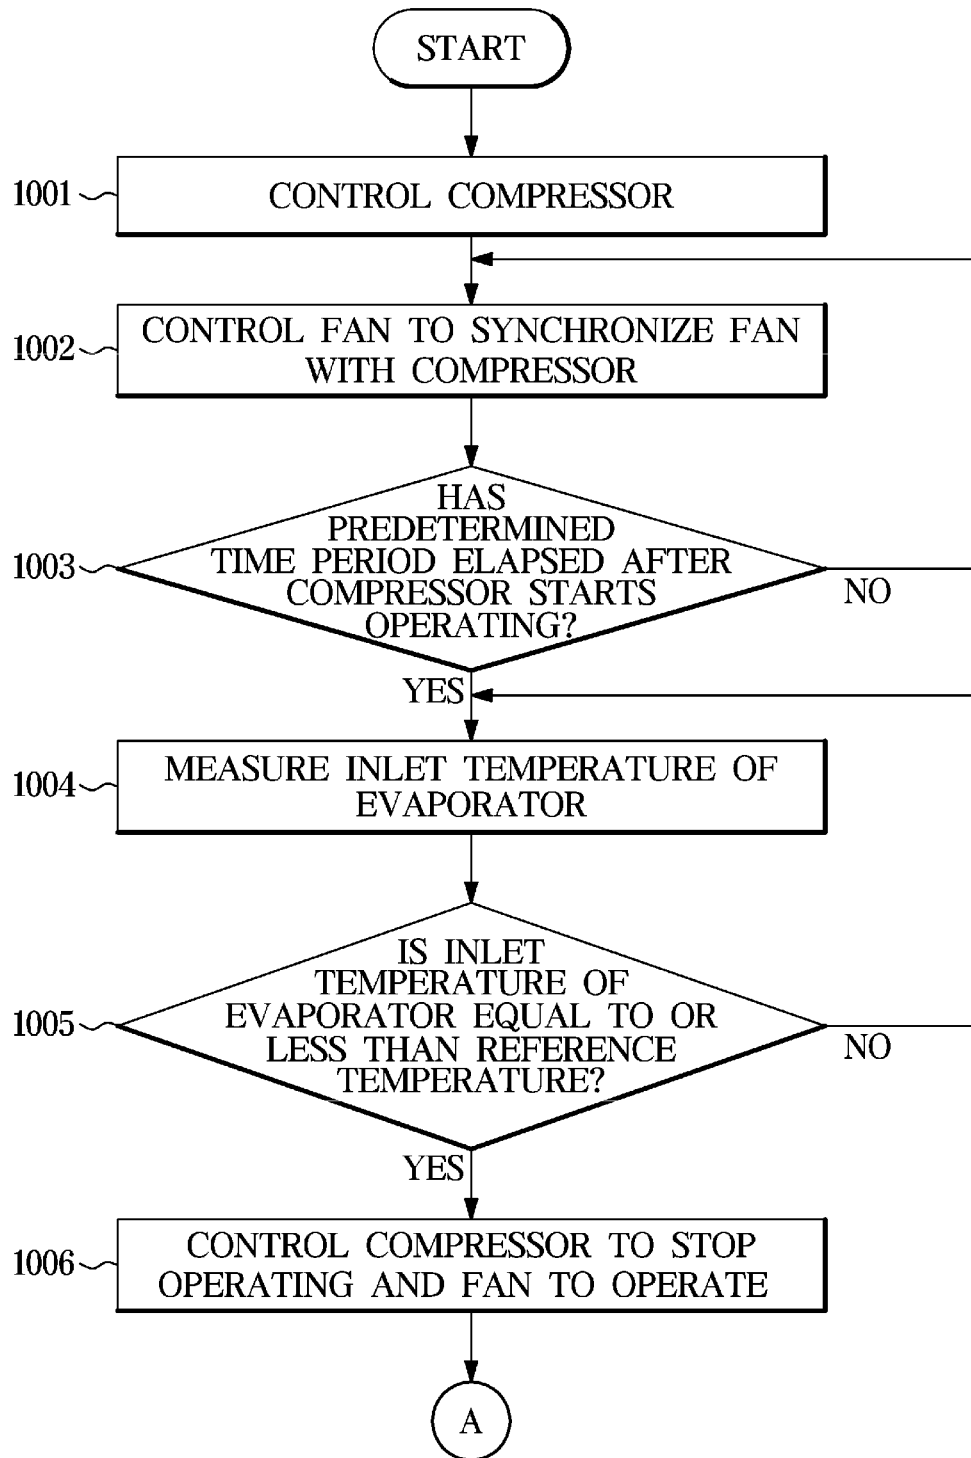 START
1001
CONTROL COMPRESSOR
1002
CONTROL FAN TO SYNCHRONIZE FAN
WITH COMPRESSOR
1003
HAS
PREDETERMINED
TIME PERIOD ELAPSED AFTER
COMPRESSOR STARTS
OPERATING?
NO
YES
1004
MEASURE INLET TEMPERATURE OF
EVAPORATOR
1005
IS INLET
TEMPERATURE OF
EVAPORATOR EQUAL TO OR
LESS THAN REFERENCE
TEMPERATURE?
NO
YES
1006
CONTROL COMPRESSOR TO STOP
OPERATING AND FAN TO OPERATE
A